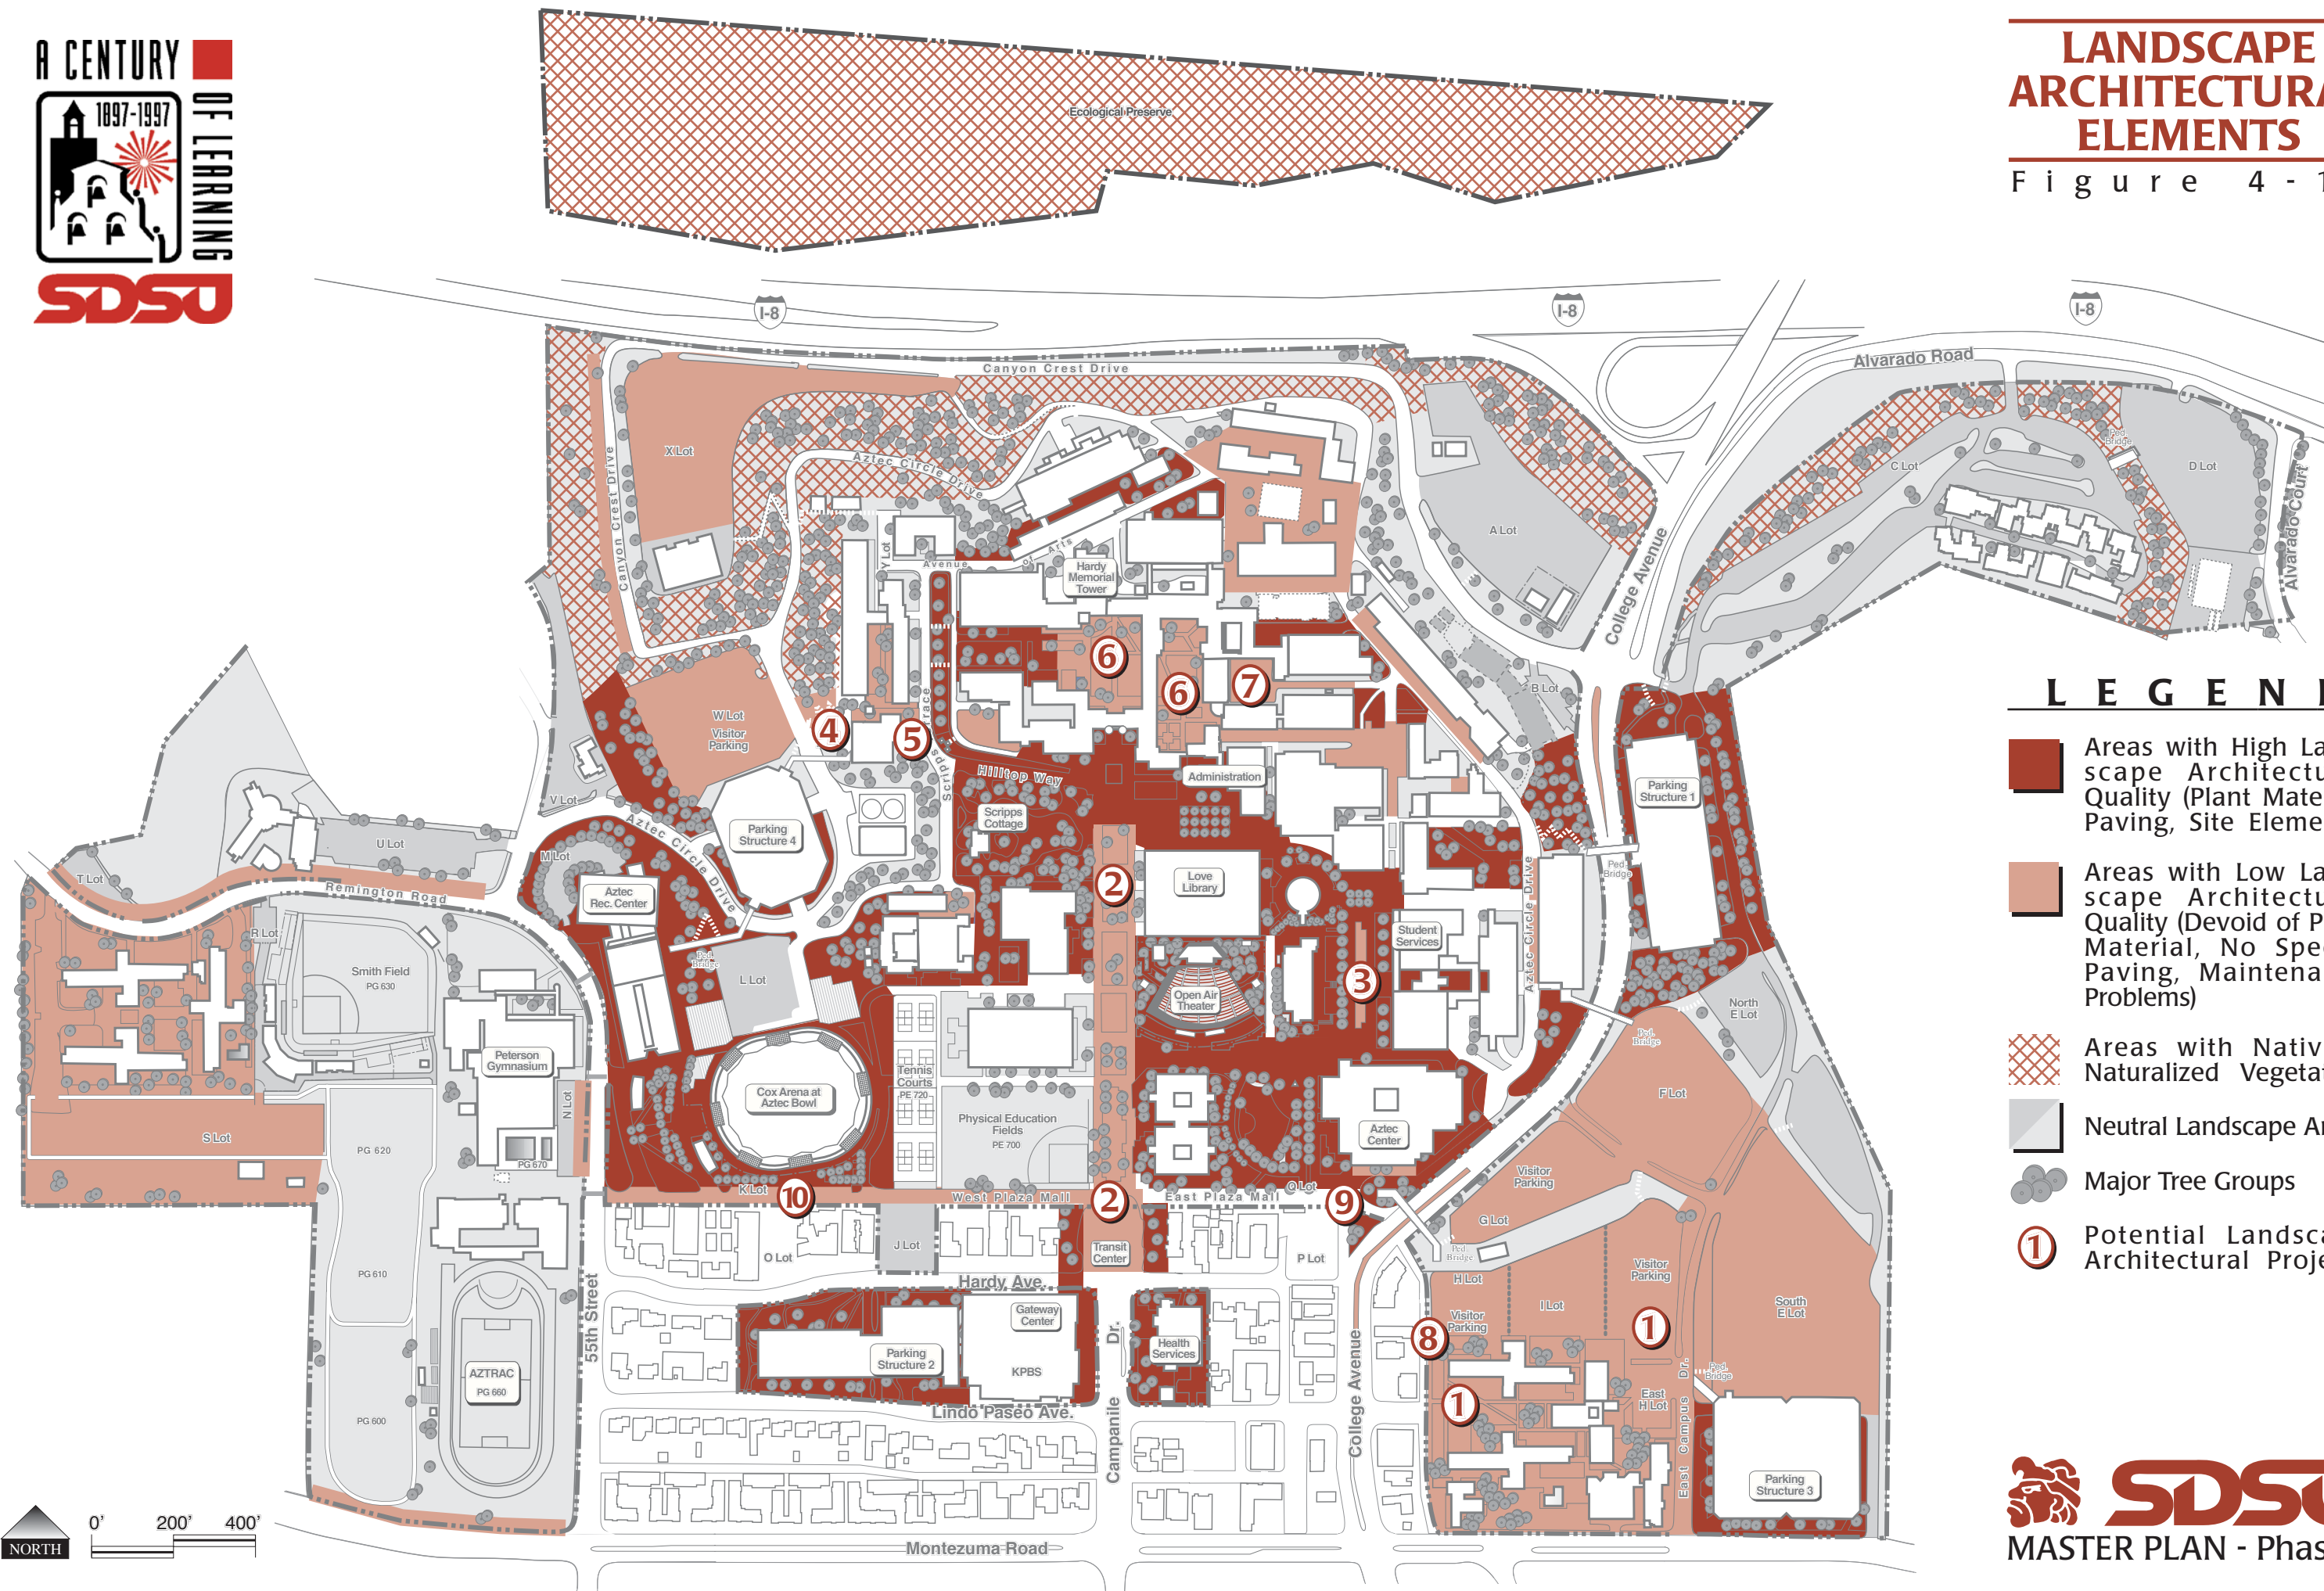 A CENTURY
OF LEARNING
1897-1997
SDSU
LANDSCAPE
ARCHITECTURA
ELEMENTS
Figure 4-1
Ecological Preserve
I-8
I-8
I-8
Alvarado Road
Canyon Crest Drive
Canyon Crest Drive
X Lot
Aztec Circle Drive
C Lot
Ped. Bridge
D Lot
Alvarado Court
A Lot
Y Lot
Avenue of Arts
Hardy
Memorial
Tower
College Avenue
B Lot
6
6
7
W Lot
Visitor
Parking
4
5
Scripps Terrace
Hilltop Way
Administration
Parking
Structure 1
V Lot
Scripps
Cottage
Parking
Structure 4
Aztec Circle Drive
U Lot
M Lot
T Lot
Remington Road
Aztec
Rec. Center
2
Love
Library
Ped.
Bridge
Aztec Circle Drive
R Lot
Student
Services
Smith Field
PG 630
Ped.
Bridge
L Lot
3
Open Air
Theater
North
E Lot
Ped.
Bridge
Peterson
Gymnasium
Tennis
Courts
PE 720
Cox Arena at
Aztec Bowl
F Lot
N Lot
Physical Education
Fields
PE 700
Aztec
Center
S Lot
PG 620
PG 670
Visitor
Parking
K Lot
10
West Plaza Mall
2
East Plaza Mall
Q Lot
9
G Lot
O Lot
J Lot
Transit
Center
P Lot
Ped.
Bridge
Visitor
Parking
PG 610
Hardy Ave.
H Lot
I Lot
South
E Lot
55th Street
Gateway
Center
Visitor
Parking
8
1
Parking
Structure 2
Health
Services
KPBS
AZTRAC
PG 660
Ped.
Bridge
East
H Lot
1
PG 600
Lindo Paseo Ave.
Campanile Dr.
College Avenue
East Campus Dr.
Parking
Structure 3
Montezuma Road
NORTH
0' 200' 400'
LEGEN
Areas with High La
scape Architectu
Quality (Plant Mate
Paving, Site Eleme
Areas with Low La
scape Architectu
Quality (Devoid of P
Material, No Spe
Paving, Maintena
Problems)
Areas with Nativ
Naturalized Vegeta
Neutral Landscape A
Major Tree Groups
1
Potential Landsca
Architectural Proje
SDSU
MASTER PLAN - Phas